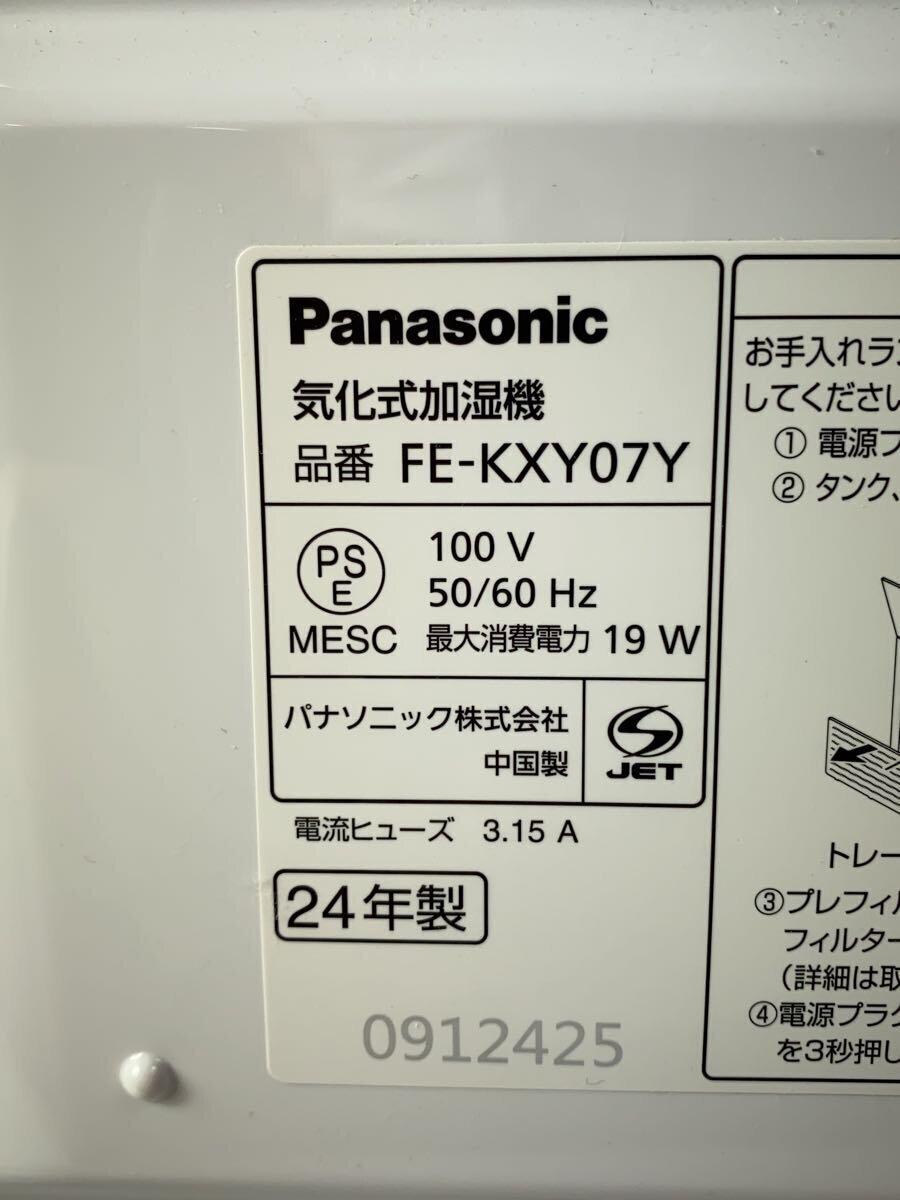 Panasonic
気化式加湿機
品番 FE-KXY07Y
PS
E
MESC
100 V
50/60 Hz
最大消費電力 19 W
パナソニック株式会社
中国製
JET
電流ヒューズ 3.15 A
24年製
0912425
お手入れラン
してください
① 電源プ
② タンク、
トレー
③プレフィル
フィルター
(詳細は取
④電源プラグ
を3秒押し